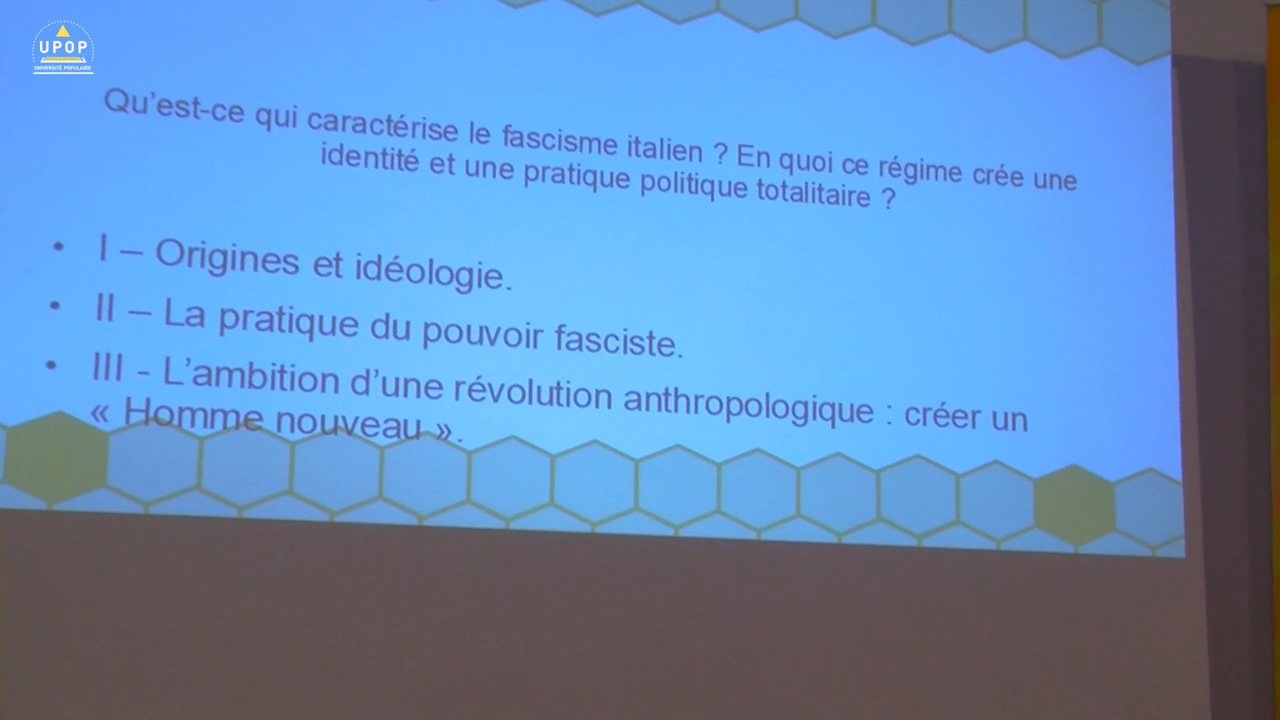 UPOP
UNIVERSITÉ POPULAIRE
Qu'est-ce qui caractérise le fascisme italien ? En quoi ce régime crée une
identité et une pratique politique totalitaire ?
• I – Origines et idéologie.
• II – La pratique du pouvoir fasciste.
• III - L'ambition d'une révolution anthropologique : créer un
« Homme nouveau ».